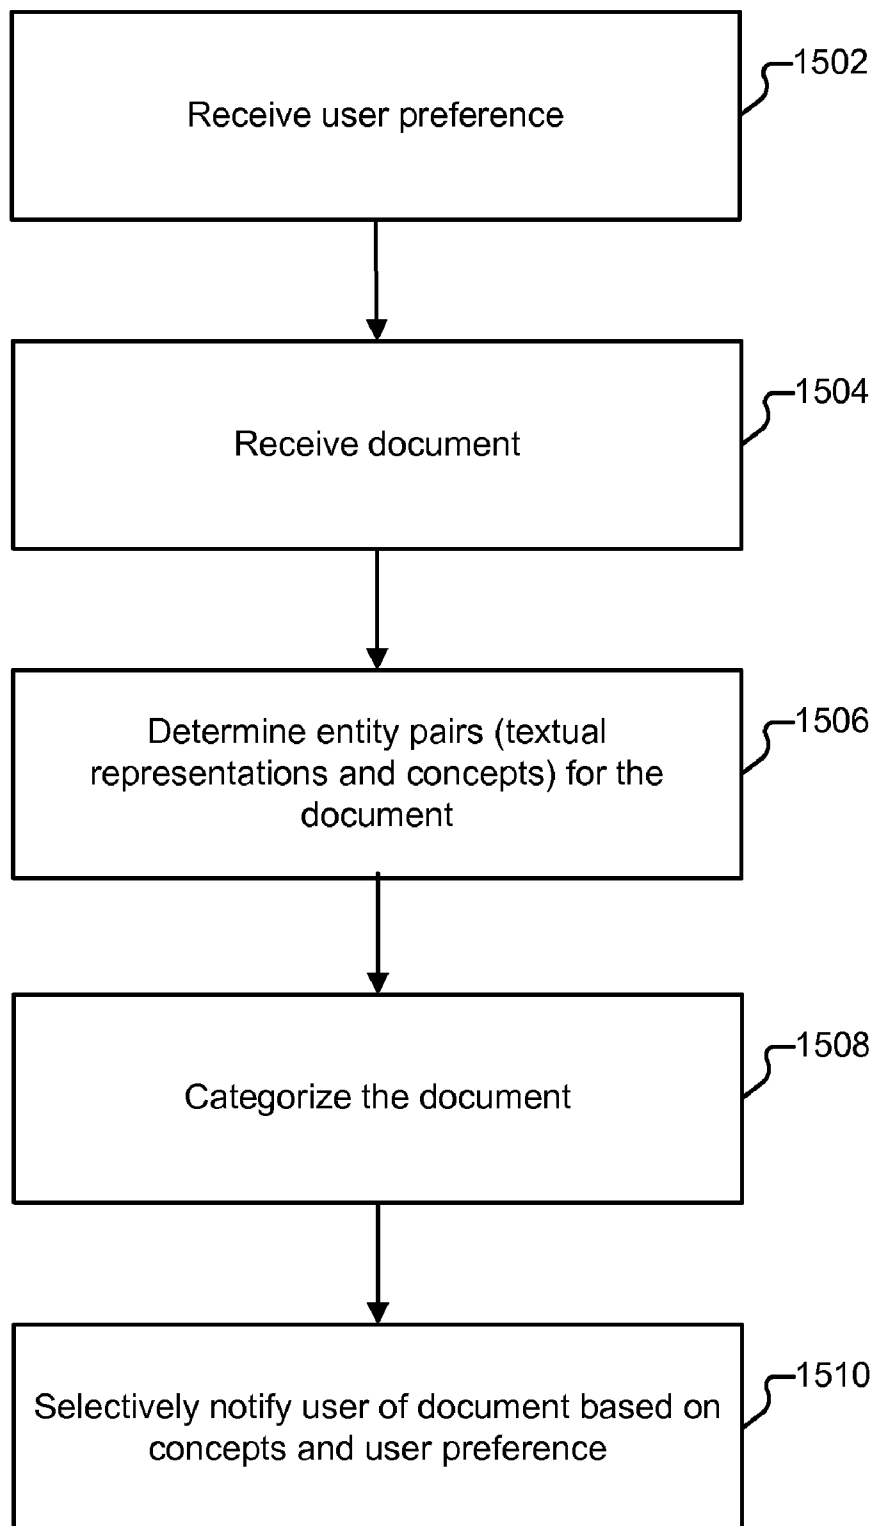 1502
Receive user preference
1504
Receive document
1506
Determine entity pairs (textual
representations and concepts) for the
document
1508
Categorize the document
1510
Selectively notify user of document based on
concepts and user preference